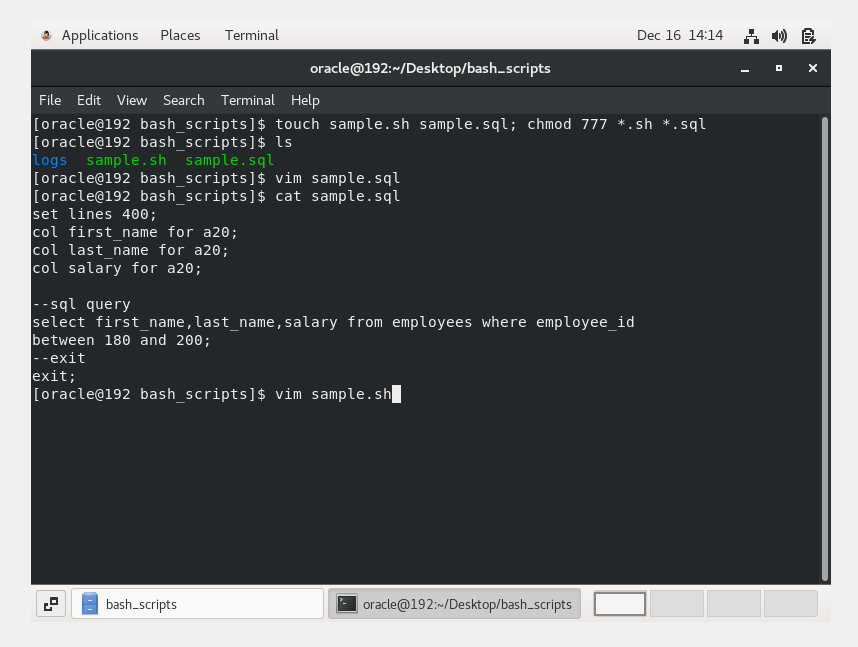 Applications Places Terminal Dec 16 14:14
oracle@192:~/Desktop/bash_scripts
File Edit View Search Terminal Help
[oracle@192 bash_scripts]$ touch sample.sh sample.sql; chmod 777 *.sh *.sql
[oracle@192 bash_scripts]$ ls
logs sample.sh sample.sql
[oracle@192 bash_scripts]$ vim sample.sql
[oracle@192 bash_scripts]$ cat sample.sql
set lines 400;
col first_name for a20;
col last_name for a20;
col salary for a20;
--sql query
select first_name,last_name,salary from employees where employee_id
between 180 and 200;
--exit
exit;
[oracle@192 bash_scripts]$ vim sample.sh
bash_scripts oracle@192:~/Desktop/bash_scripts